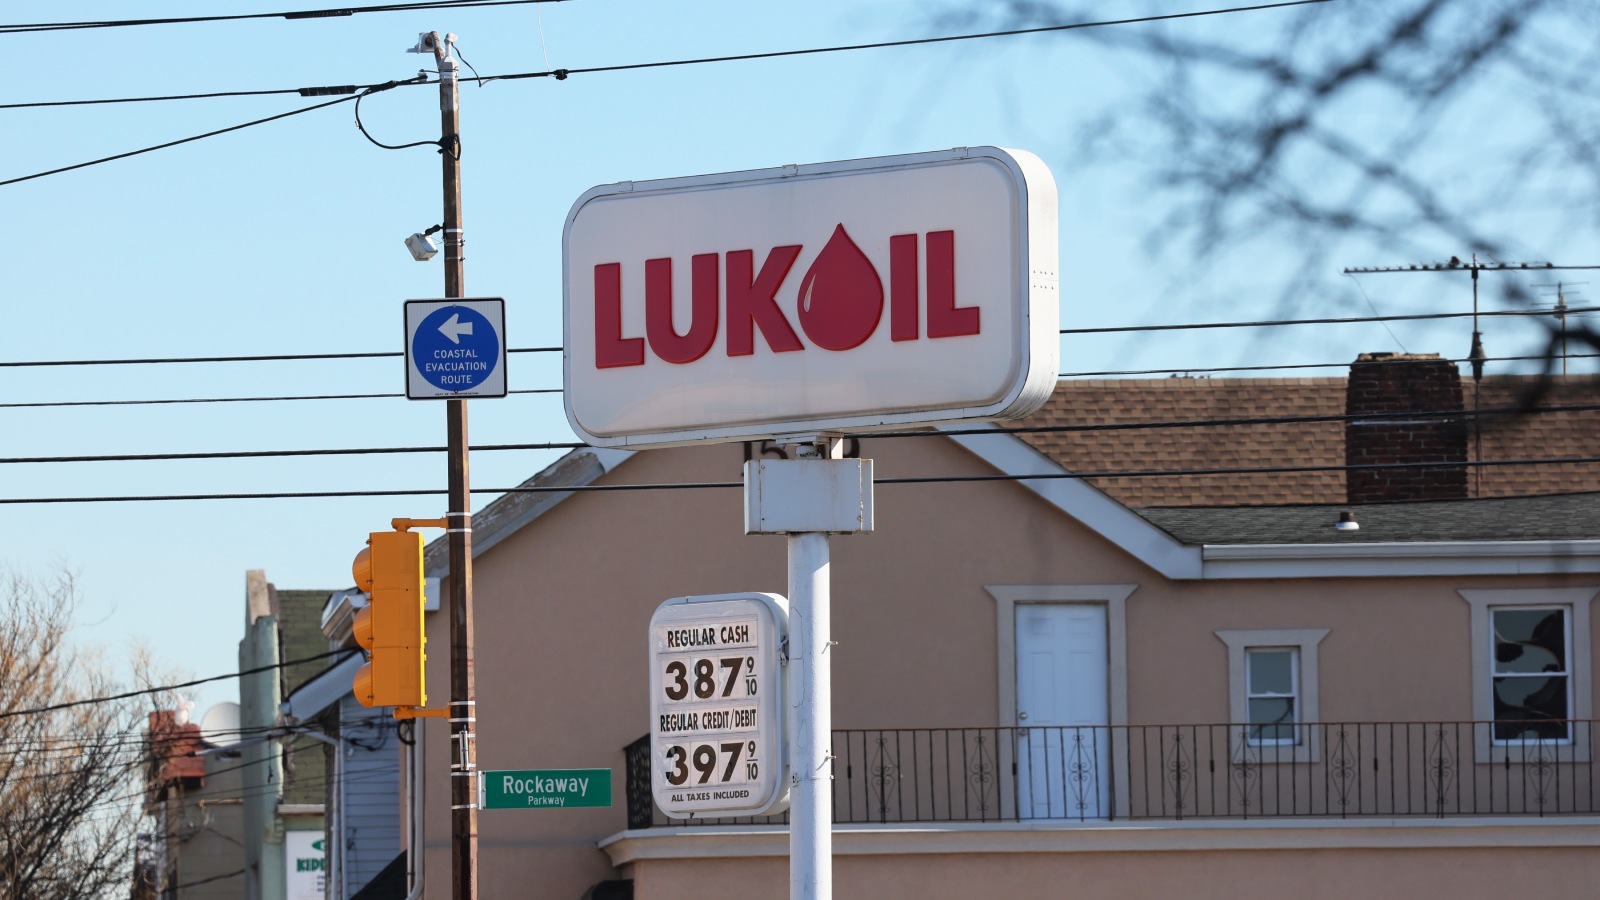 LUKOIL
COASTAL
EVACUATION
ROUTE
REGULAR CASH
387 9/10
REGULAR CREDIT/DEBIT
397 9/10
ALL TAXES INCLUDED
Rockaway
Parkway